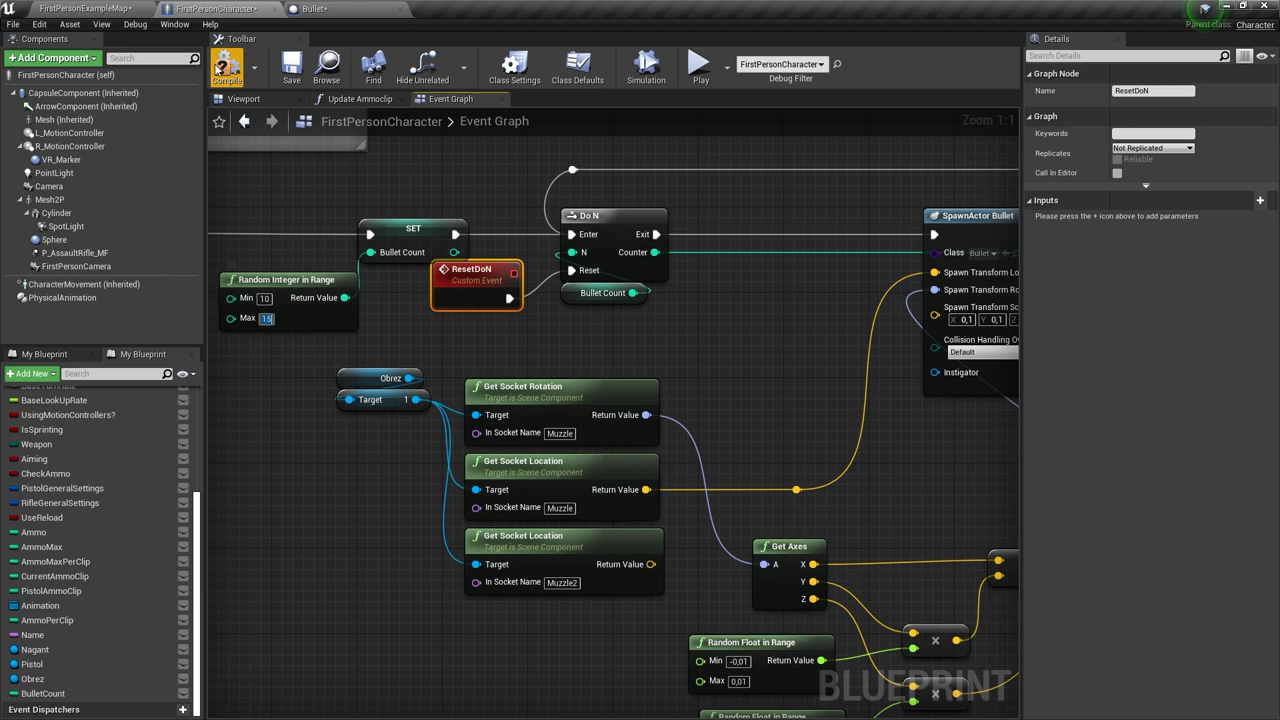 FirstPersonExampleMap*
FirstPersonCharacter*
Bullet*
Parent class: Character
File Edit Asset View Debug Window Help
Components
+ Add Component
Search
FirstPersonCharacter (self)
CapsuleComponent (Inherited)
ArrowComponent (Inherited)
Mesh (Inherited)
L_MotionController
R_MotionController
VR_Marker
PointLight
Camera
Mesh2P
Cylinder
SpotLight
Sphere
P_AssaultRifle_MF
FirstPersonCamera
CharacterMovement (Inherited)
PhysicalAnimation
My Blueprint
My Blueprint
+ Add New
Search
BaseTurnRate
BaseLookUpRate
UsingMotionControllers?
IsSprinting
Weapon
Aiming
CheckAmmo
PistolGeneralSettings
RifleGeneralSettings
UseReload
Ammo
AmmoMax
AmmoMaxPerClip
CurrentAmmoClip
PistolAmmoClip
Animation
AmmoPerClip
Name
Nagant
Pistol
Obrez
BulletCount
Event Dispatchers
Toolbar
Compile
Save
Browse
Find
Hide Unrelated
Class Settings
Class Defaults
Simulation
Play
FirstPersonCharacter
Debug Filter
Viewport
Update Ammoclip
Event Graph
FirstPersonCharacter > Event Graph
Zoom 1:1
SET
Bullet Count
Random Integer in Range
Min 10
Return Value
Max 15
ResetDoN
Custom Event
Do N
Enter
Exit
N
Counter
Reset
Bullet Count
SpawnActor Bullet
Class Bullet
Spawn Transform Lo
Spawn Transform Ro
Spawn Transform S
X 0,1 Y 0,1 Z
Collision Handling O
Default
Instigator
Obrez
Target 1
Get Socket Rotation
Target is Scene Component
Target
Return Value
In Socket Name Muzzle
Get Socket Location
Target is Scene Component
Target
Return Value
In Socket Name Muzzle
Get Socket Location
Target is Scene Component
Target
Return Value
In Socket Name Muzzle2
Get Axes
A
X
Y
Z
Random Float in Range
Min -0,01
Return Value
Max 0,01
Random Float in Range
BLUEPRINT
Details
Search Details
Graph Node
Name ResetDoN
Graph
Keywords
Replicates Not Replicated
Reliable
Call In Editor
Inputs
Please press the + icon above to add parameters